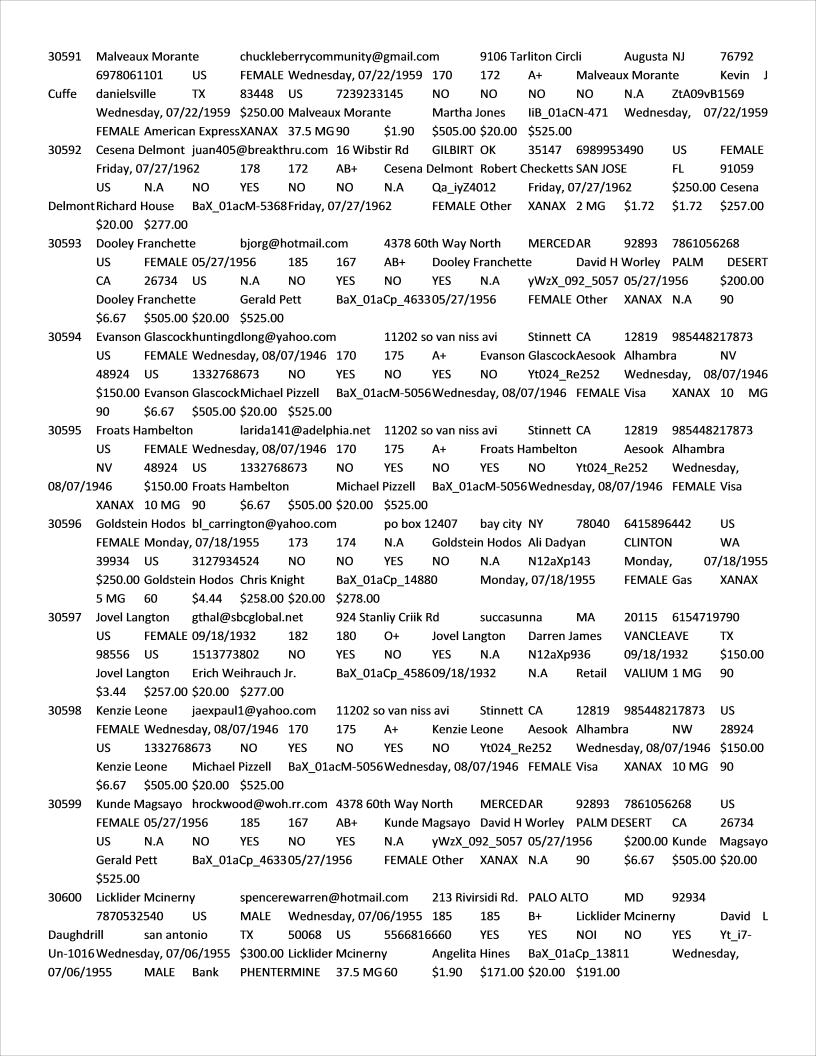 30591 Malveaux Morante chuckleberrycommunity@gmail.com 9106 Tarliton Circli Augusta NJ 76792
6978061101 US FEMALE Wednesday, 07/22/1959 170 172 A+ Malveaux Morante Kevin J
Cuffe danielsville TX 83448 US 7239233145 NO NO NO NO N.A ZtA09vB1569
Wednesday, 07/22/1959 $250.00 Malveaux Morante Martha Jones IiB_01aCN-471 Wednesday, 07/22/1959
FEMALE American ExpressXANAX 37.5 MG 90 $1.90 $505.00 $20.00 $525.00
30592 Cesena Delmont juan405@breakthru.com 16 Wibstir Rd GILBIRT OK 35147 6989953490 US FEMALE
Friday, 07/27/1962 178 172 AB+ Cesena Delmont Robert Checketts SAN JOSE FL 91059
US N.A NO YES NO NO N.A Qa_iyZ4012 Friday, 07/27/1962 $250.00 Cesena
Delmont Richard House BaX_01acM-5368Friday, 07/27/1962 FEMALE Other XANAX 2 MG $1.72 $1.72 $257.00
$20.00 $277.00
30593 Dooley Franchette bjorg@hotmail.com 4378 60th Way North MERCEDAR 92893 7861056268
US FEMALE 05/27/1956 185 167 AB+ Dooley Franchette David H Worley PALM DESERT
CA 26734 US N.A NO YES NO YES N.A yWzX_092_5057 05/27/1956 $200.00
Dooley Franchette Gerald Pett BaX_01aCp_463305/27/1956 FEMALE Other XANAX N.A 90
$6.67 $505.00 $20.00 $525.00
30594 Evanson Glascockhuntingdlong@yahoo.com 11202 so van niss avi Stinnett CA 12819 985448217873
US FEMALE Wednesday, 08/07/1946 170 175 A+ Evanson GlascockAesook Alhambra NV
48924 US 1332768673 NO YES NO YES NO Yt024_Re252 Wednesday, 08/07/1946
$150.00 Evanson GlascockMichael Pizzell BaX_01acM-5056Wednesday, 08/07/1946 FEMALE Visa XANAX 10 MG
90 $6.67 $505.00 $20.00 $525.00
30595 Froats Hambelton larida141@adelphia.net 11202 so van niss avi Stinnett CA 12819 985448217873
US FEMALE Wednesday, 08/07/1946 170 175 A+ Froats Hambelton Aesook Alhambra
NV 48924 US 1332768673 NO YES NO YES NO Yt024_Re252 Wednesday,
08/07/1946 $150.00 Froats Hambelton Michael Pizzell BaX_01acM-5056Wednesday, 08/07/1946 FEMALE Visa
XANAX 10 MG 90 $6.67 $505.00 $20.00 $525.00
30596 Goldstein Hodos bl_carrington@yahoo.com po box 12407 bay city NY 78040 6415896442 US
FEMALE Monday, 07/18/1955 173 174 N.A Goldstein Hodos Ali Dadyan CLINTON WA
39934 US 3127934524 NO NO YES NO N.A N12aXp143 Monday, 07/18/1955
$250.00 Goldstein Hodos Chris Knight BaX_01aCp_14880 Monday, 07/18/1955 FEMALE Gas XANAX
5 MG 60 $4.44 $258.00 $20.00 $278.00
30597 Jovel Langton gthal@sbcglobal.net 924 Stanliy Criik Rd succasunna MA 20115 6154719790
US FEMALE 09/18/1932 182 180 O+ Jovel Langton Darren James VANCLEAVE TX
98556 US 1513773802 NO YES NO YES N.A N12aXp936 09/18/1932 $150.00
Jovel Langton Erich Weihrauch Jr. BaX_01aCp_458609/18/1932 N.A Retail VALIUM 1 MG 90
$3.44 $257.00 $20.00 $277.00
30598 Kenzie Leone jaexpaul1@yahoo.com 11202 so van niss avi Stinnett CA 12819 985448217873 US
FEMALE Wednesday, 08/07/1946 170 175 A+ Kenzie Leone Aesook Alhambra NW 28924
US 1332768673 NO YES NO YES NO Yt024_Re252 Wednesday, 08/07/1946 $150.00
Kenzie Leone Michael Pizzell BaX_01acM-5056Wednesday, 08/07/1946 FEMALE Visa XANAX 10 MG 90
$6.67 $505.00 $20.00 $525.00
30599 Kunde Magsayo hrockwood@woh.rr.com 4378 60th Way North MERCEDAR 92893 7861056268 US
FEMALE 05/27/1956 185 167 AB+ Kunde Magsayo David H Worley PALM DESERT CA 26734
US N.A NO YES NO YES N.A yWzX_092_5057 05/27/1956 $200.00 Kunde Magsayo
Gerald Pett BaX_01aCp_463305/27/1956 FEMALE Other XANAX N.A 90 $6.67 $505.00 $20.00
$525.00
30600 Licklider Mcinerny spencerewarren@hotmail.com 213 Rivirsidi Rd. PALO ALTO MD 92934
7870532540 US MALE Wednesday, 07/06/1955 185 185 B+ Licklider Mcinerny David L
Daughdrill san antonio TX 50068 US 5566816660 YES YES NOI NO YES Yt_i7-
Un-1016Wednesday, 07/06/1955 $300.00 Licklider Mcinerny Angelita Hines BaX_01aCp_13811 Wednesday,
07/06/1955 MALE Bank PHENTERMINE 37.5 MG 60 $1.90 $171.00 $20.00 $191.00